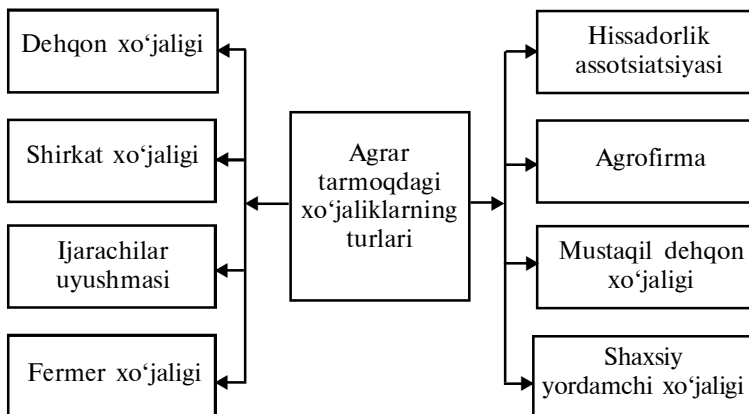 Dehqon xo‘jaligi
Shirkat xo‘jaligi
Ijarachilar
uyushmasi
Fermer xo‘jaligi
Agrar
tarmoqdagi
xo‘jaliklarning
turlari
Hissadorlik
assotsiatsiyasi
Agrofirma
Mustaqil dehqon
xo‘jaligi
Shaxsiy
yordamchi xo‘jaligi